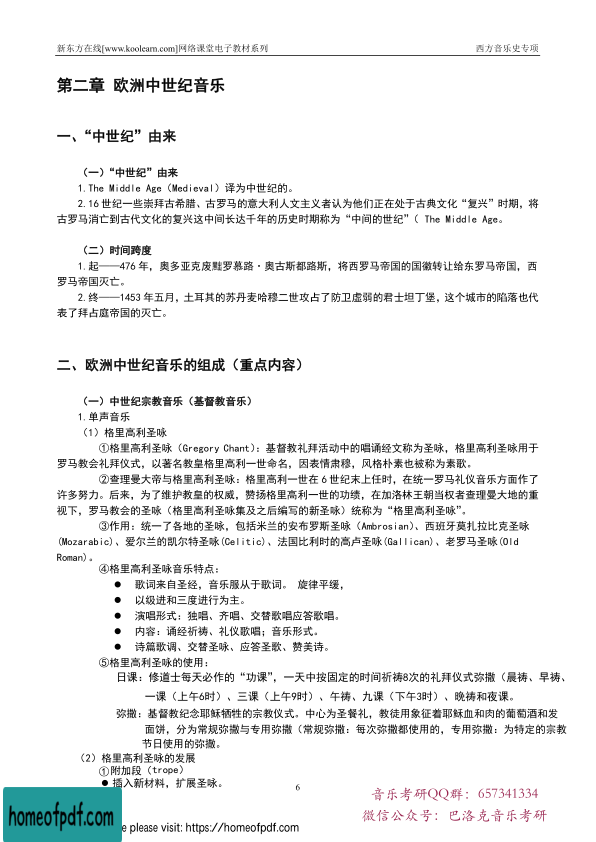 新东方在线[www.koolearn.com]网络课堂电子教材系列 西方音乐史专项
第二章 欧洲中世纪音乐
一、“中世纪”由来
（一）“中世纪”由来
1.The Middle Age（Medieval）译为中世纪的。
2.16 世纪一些崇拜古希腊、古罗马的意大利人文主义者认为他们正在处于古典文化“复兴”时期，将
古罗马消亡到古代文化的复兴这中间长达千年的历史时期称为“中间的世纪”（ The Middle Age。
（二）时间跨度
1.起——476 年，奥多亚克废黜罗慕路·奥古斯都路斯，将西罗马帝国的国徽转让给东罗马帝国，西
罗马帝国灭亡。
2.终——1453 年五月，土耳其的苏丹麦哈穆二世攻占了防卫虚弱的君士坦丁堡，这个城市的陷落也代
表了拜占庭帝国的灭亡。
二、欧洲中世纪音乐的组成（重点内容）
（一）中世纪宗教音乐（基督教音乐）
1.单声音乐
（1）格里高利圣咏
①格里高利圣咏（Gregory Chant）：基督教礼拜活动中的唱诵经文称为圣咏，格里高利圣咏用于
罗马教会礼拜仪式，以著名教皇格里高利一世命名，因表情肃穆，风格朴素也被称为素歌。
②查理曼大帝与格里高利圣咏：格里高利一世在 6 世纪末上任时，在统一罗马礼仪音乐方面作了
许多努力。后来，为了维护教皇的权威，赞扬格里高利一世的功绩，在加洛林王朝当权者查理曼大地的重
视下，罗马教会的圣咏（格里高利圣咏集及之后编写的新圣咏）统称为“格里高利圣咏”。
③作用：统一了各地的圣咏，包括米兰的安布罗斯圣咏（Ambrosian）、西班牙莫扎拉比克圣咏
(Mozarabic)、爱尔兰的凯尔特圣咏(Celitic)、法国比利时的高卢圣咏(Gallican)、老罗马圣咏(Old
Roman)。
④格里高利圣咏音乐特点：
● 歌词来自圣经，音乐服从于歌词。 旋律平缓，
● 以级进和三度进行为主。
● 演唱形式：独唱、齐唱、交替歌唱应答歌唱。
● 内容：诵经祈祷、礼仪歌唱；音乐形式。
● 诗篇歌调、交替圣咏、应答圣歌、赞美诗。
⑤格里高利圣咏的使用：
日课：修道士每天必作的“功课”，一天中按固定的时间祈祷8次的礼拜仪式弥撒（晨祷、早祷、
一课（上午6时）、三课（上午9时）、午祷、九课（下午3时）、晚祷和夜课。
弥撒：基督教纪念耶稣牺牲的宗教仪式。中心为圣餐礼，教徒用象征着耶稣血和肉的葡萄酒和发
面饼，分为常规弥撒与专用弥撒（常规弥撒：每次弥撒都使用的，专用弥撒：为特定的宗教
节日使用的弥撒。
（2）格里高利圣咏的发展
①附加段（trope）
● 插入新材料，扩展圣咏。
6
音乐考研QQ群：657341334
微信公众号：巴洛克音乐考研
homeofpdf.com
e please visit: https://homeofpdf.com